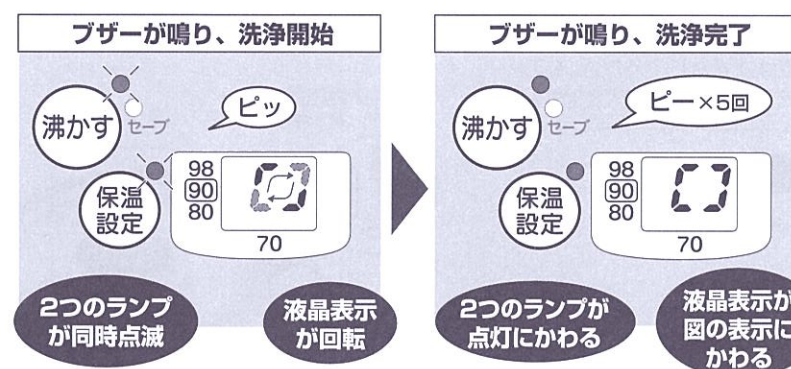 ブザーが鳴り、洗浄開始
沸かす
セーブ
ピッ
保温
設定
98
90
80
70
2つのランプ
が同時点滅
液晶表示
が回転
ブザーが鳴り、洗浄完了
沸かす
セーブ
ピー×5回
保温
設定
98
90
80
70
2つのランプが
点灯にかわる
液晶表示が
図の表示に
かわる